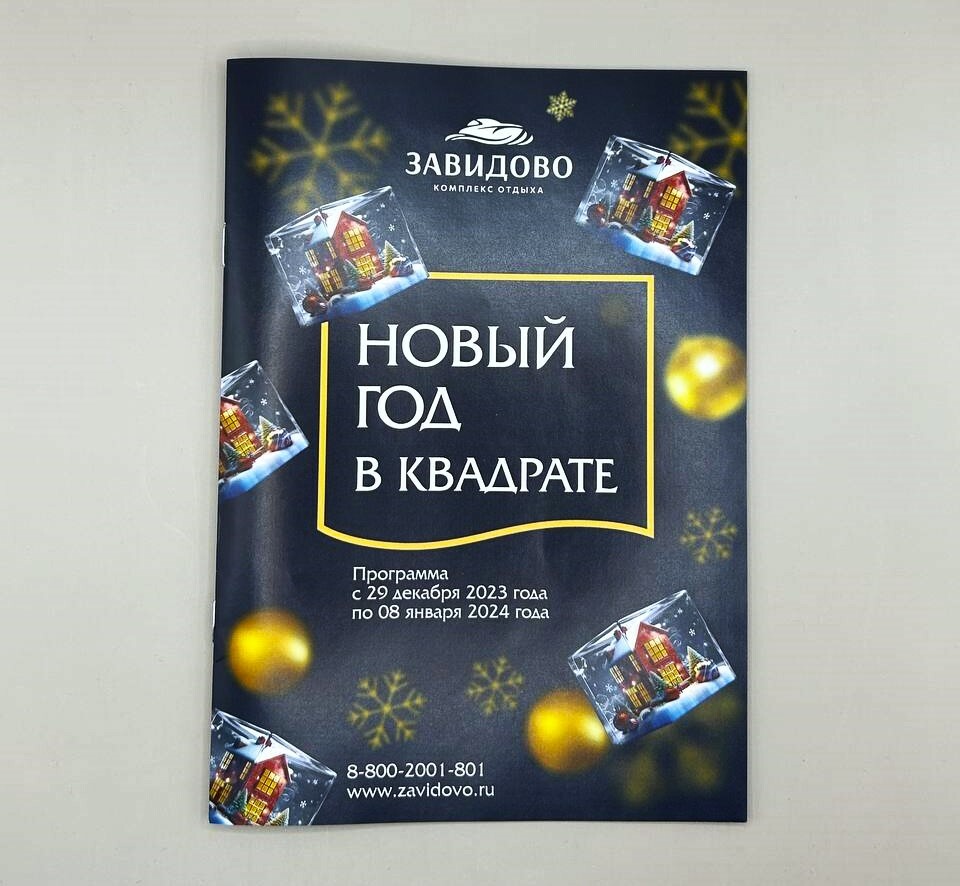 ЗАВИДОВО
КОМПЛЕКС ОТДЫХА
НОВЫЙ
ГОД
В КВАДРАТЕ
Программа
с 29 декабря 2023 года
по 08 января 2024 года
8-800-2001-801
www.zavidovo.ru